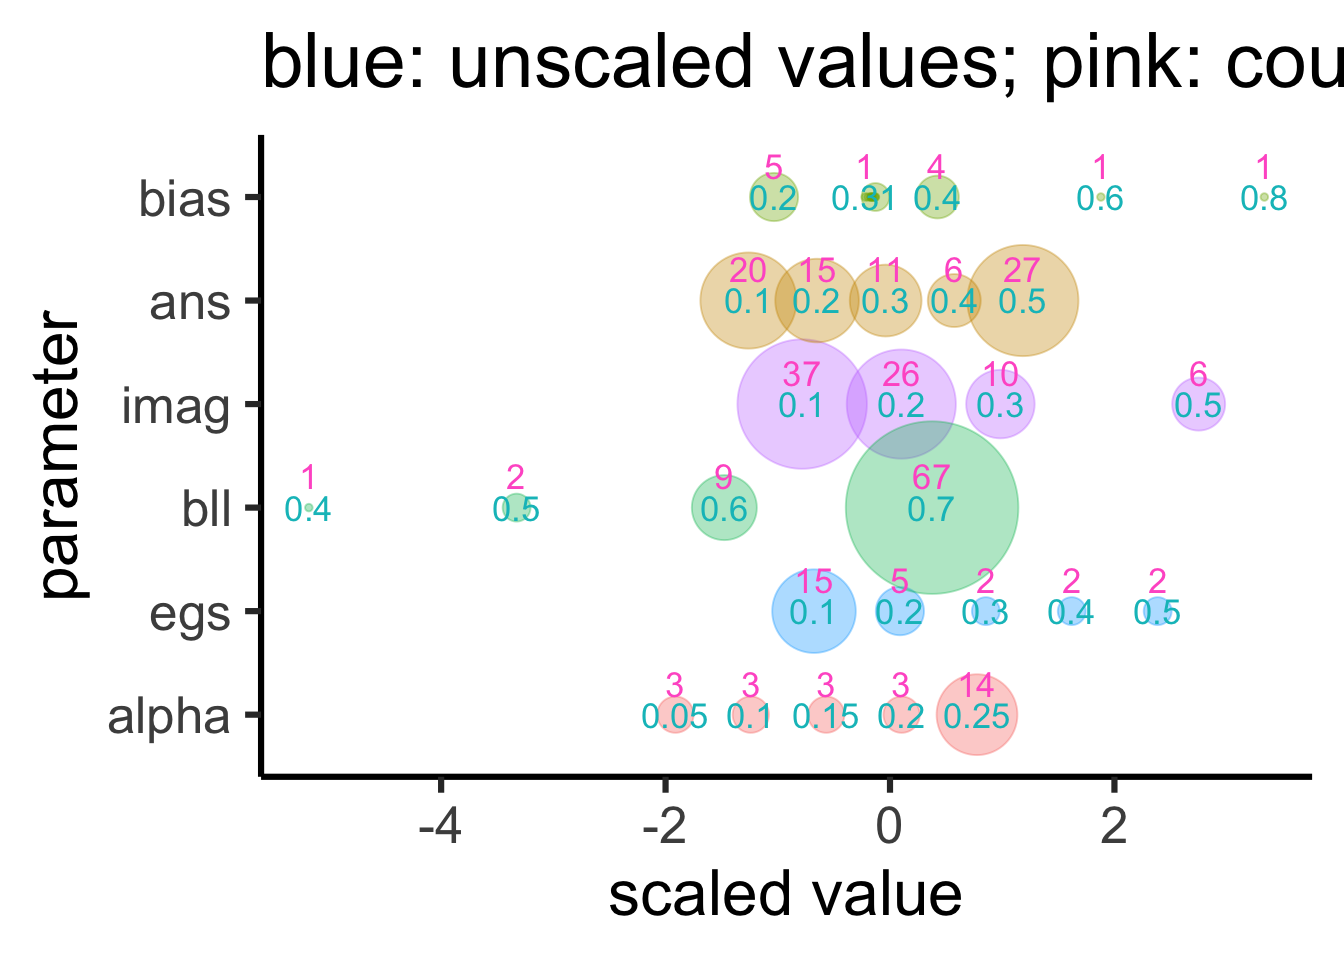 blue: unscaled values; pink: cou
parameter
bias
5 1 4 1 1
0.2 0.4 0.6 0.8
ans
20 15 11 6 27
0.1 0.2 0.3 0.4 0.5
imag
37 26 10 6
0.1 0.2 0.3 0.5
bll
1 2 9 67
0.4 0.5 0.6 0.7
egs
15 5 2 2 2
0.1 0.2 0.3 0.4 0.5
alpha
3 3 3 3 14
0.05 0.1 0.15 0.2 0.25
-4 -2 0 2
scaled value